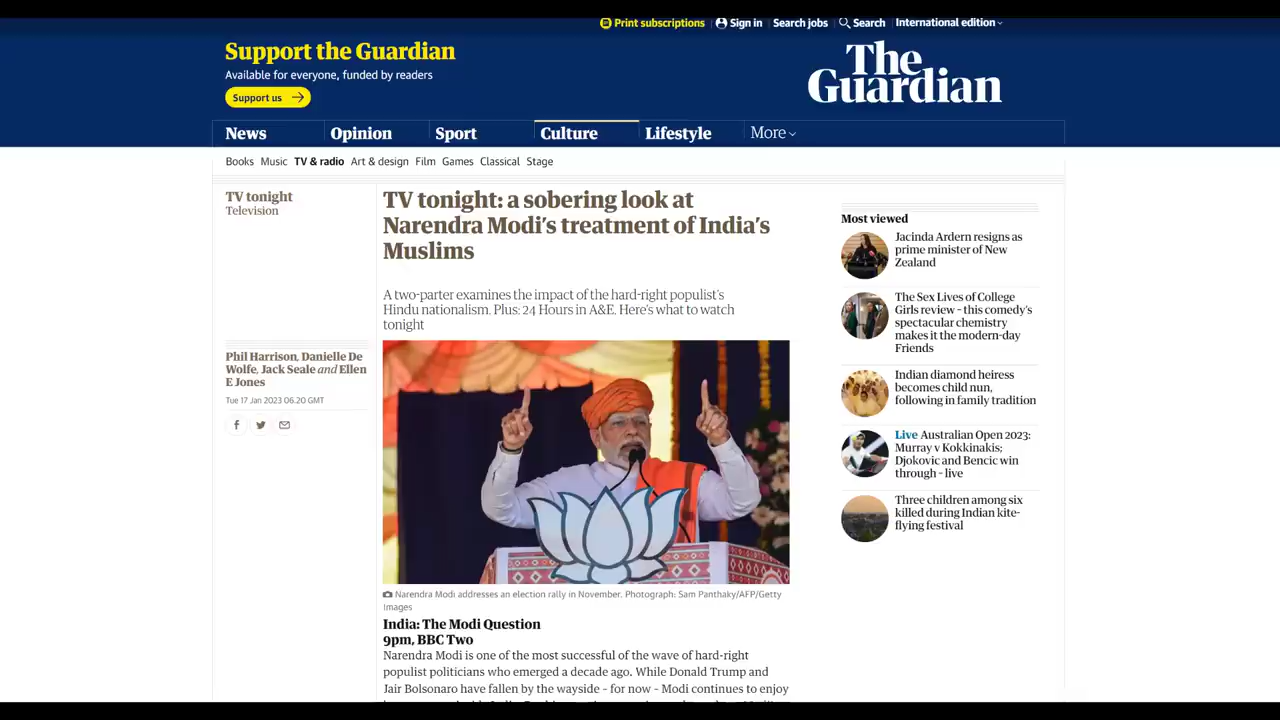 Print subscriptions
Sign in
Search jobs
Search
International edition
Support the Guardian
Available for everyone, funded by readers
Support us
The
Guardian
News
Opinion
Sport
Culture
Lifestyle
More
Books
Music
TV & radio
Art & design
Film
Games
Classical
Stage
TV tonight
Television
TV tonight: a sobering look at
Narendra Modi's treatment of India's
Muslims
A two-parter examines the impact of the hard-right populist's
Hindu nationalism. Plus: 24 Hours in A&E. Here's what to watch
tonight
Phil Harrison, Danielle De
Wolfe, Jack Seale and Ellen
E Jones
Tue 17 Jan 2023 06.20 GMT
Narendra Modi addresses an election rally in November. Photograph: Sam Panthaky/AFP/Getty
Images
India: The Modi Question
9pm, BBC Two
Narendra Modi is one of the most successful of the wave of hard-right
populist politicians who emerged a decade ago. While Donald Trump and
Jair Bolsonaro have fallen by the wayside – for now – Modi continues to enjoy
Most viewed
Jacinda Ardern resigns as
prime minister of New
Zealand
The Sex Lives of College
Girls review – this comedy's
spectacular chemistry
makes it the modern-day
Friends
Indian diamond heiress
becomes child nun,
following in family tradition
Live Australian Open 2023:
Murray v Kokkinakis;
Djokovic and Bencic win
through – live
Three children among six
killed during Indian kite-
flying festival